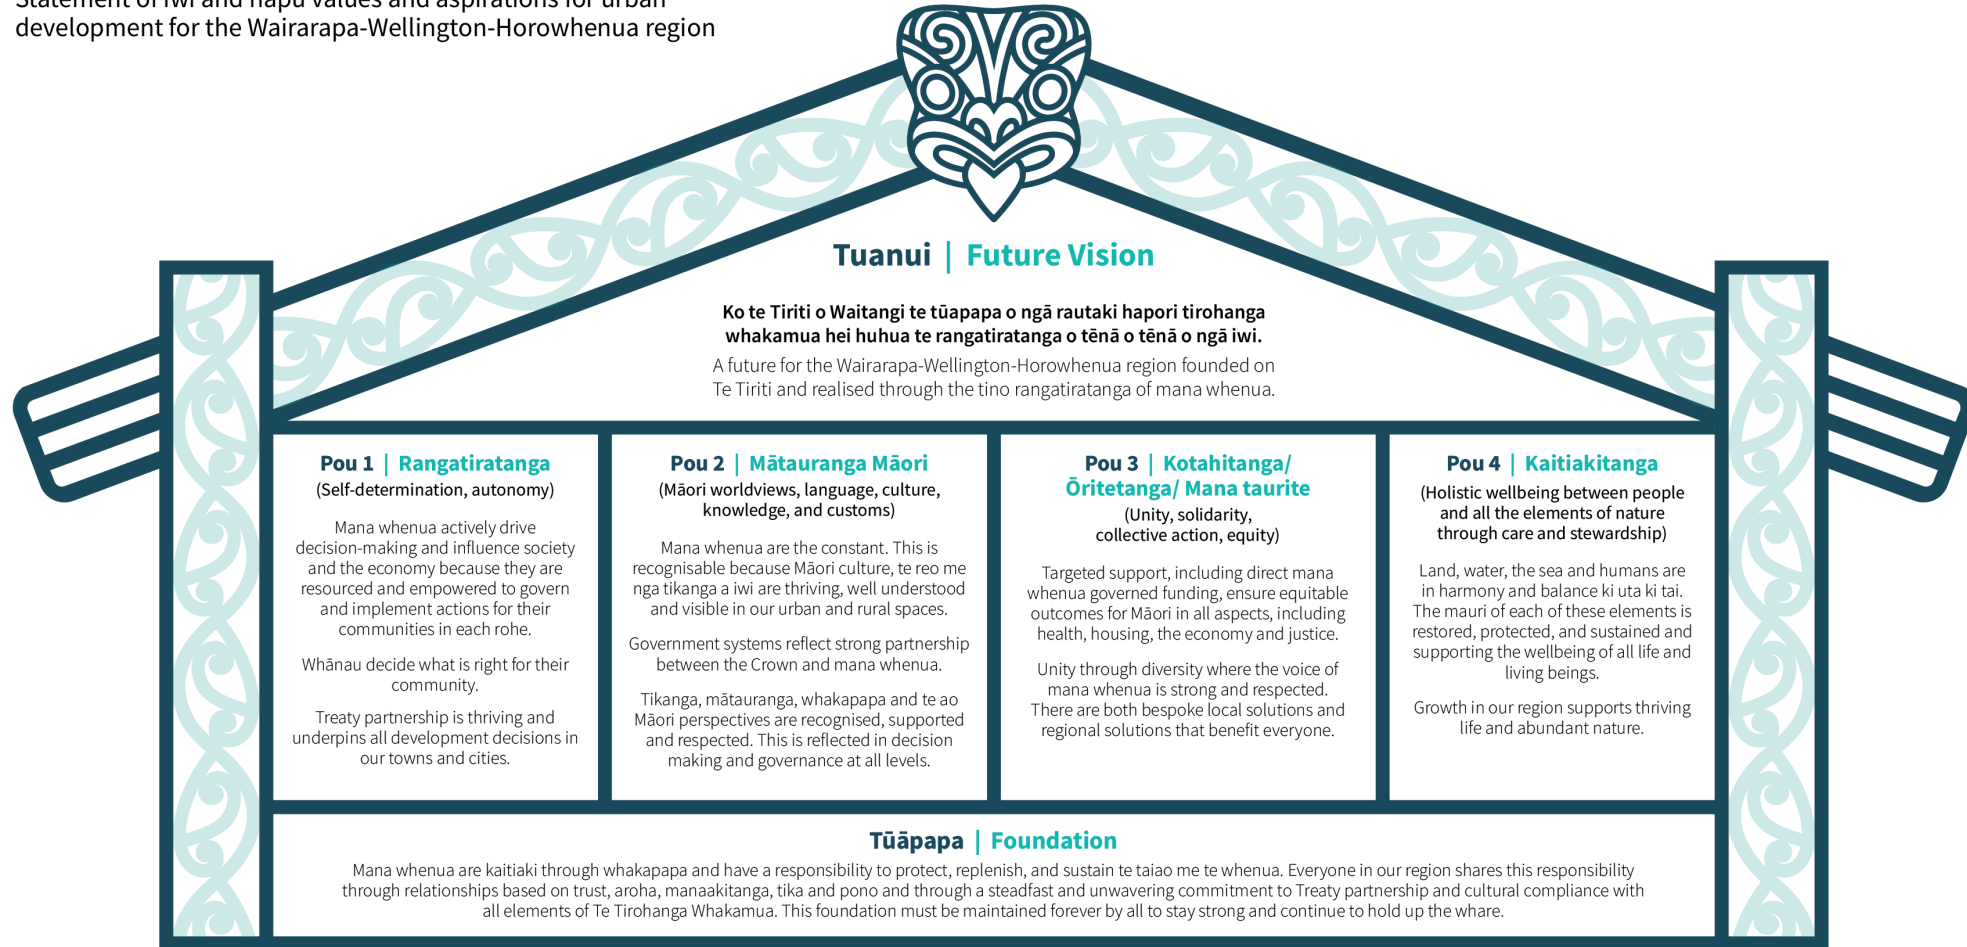 Statement of iwi and hapū values and aspirations for urban
development for the Wairarapa-Wellington-Horowhenua region
Tuanui | Future Vision
Ko te Tiriti o Waitangi te tūāpapa o ngā rautaki hapori tirohanga
whakamua hei huhua te rangatiratanga o tēnā o tēnā o ngā iwi.
A future for the Wairarapa-Wellington-Horowhenua region founded on
Te Tiriti and realised through the tino rangatiratanga of mana whenua.
Pou 1 | Rangatiratanga
(Self-determination, autonomy)
Mana whenua actively drive
decision-making and influence society
and the economy because they are
resourced and empowered to govern
and implement actions for their
communities in each rohe.
Whānau decide what is right for their
community.
Treaty partnership is thriving and
underpins all development decisions in
our towns and cities.
Pou 2 | Mātauranga Māori
(Māori worldviews, language, culture,
knowledge, and customs)
Mana whenua are the constant. This is
recognisable because Māori culture, te reo me
nga tikanga a iwi are thriving, well understood
and visible in our urban and rural spaces.
Government systems reflect strong partnership
between the Crown and mana whenua.
Tikanga, mātauranga, whakapapa and te ao
Māori perspectives are recognised, supported
and respected. This is reflected in decision
making and governance at all levels.
Pou 3 | Kotahitanga/
Ōritetanga/ Mana taurite
(Unity, solidarity,
collective action, equity)
Targeted support, including direct mana
whenua governed funding, ensure equitable
outcomes for Māori in all aspects, including
health, housing, the economy and justice.
Unity through diversity where the voice of
mana whenua is strong and respected.
There are both bespoke local solutions and
regional solutions that benefit everyone.
Pou 4 | Kaitiakitanga
(Holistic wellbeing between people
and all the elements of nature
through care and stewardship)
Land, water, the sea and humans are
in harmony and balance ki uta ki tai.
The mauri of each of these elements is
restored, protected, and sustained and
supporting the wellbeing of all life and
living beings.
Growth in our region supports thriving
life and abundant nature.
Tūāpapa | Foundation
Mana whenua are kaitiaki through whakapapa and have a responsibility to protect, replenish, and sustain te taiao me te whenua. Everyone in our region shares this responsibility
through relationships based on trust, aroha, manaakitanga, tika and pono and through a steadfast and unwavering commitment to Treaty partnership and cultural compliance with
all elements of Te Tirohanga Whakamua. This foundation must be maintained forever by all to stay strong and continue to hold up the whare.